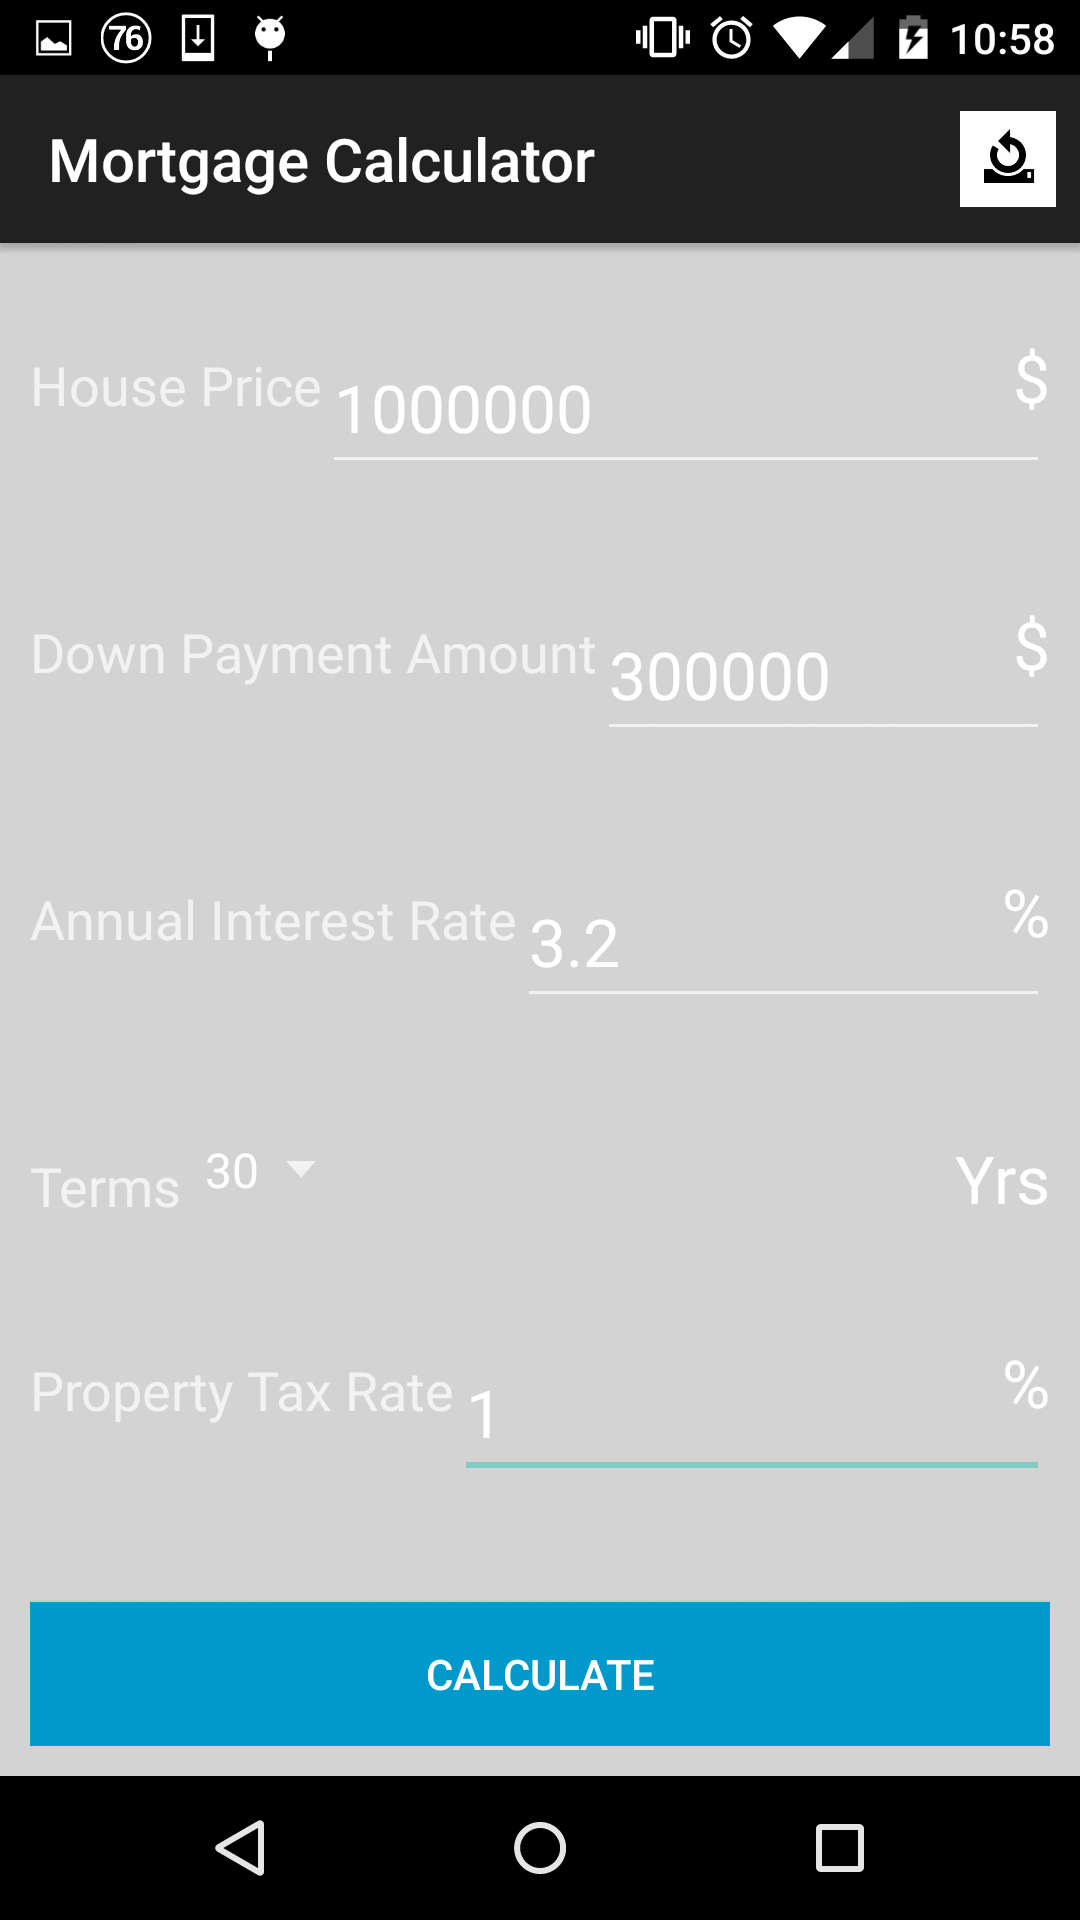 76 10:58
Mortgage Calculator
House Price 1000000 $
Down Payment Amount 300000 $
Annual Interest Rate 3.2 %
Terms 30 Yrs
Property Tax Rate 1 %
CALCULATE